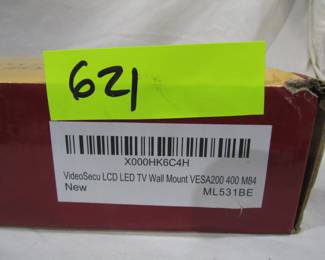 621
X000HK6C4H
VideoSecu LCD LED TV Wall Mount VESA200 400 M84
New
ML531BE